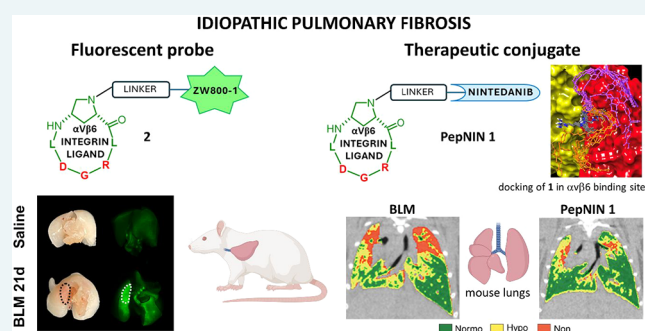 IDIOPATHIC PULMONARY FIBROSIS
Fluorescent probe
Therapeutic conjugate
N
LINKER
ZW800-1
HN
O
αVβ6
INTEGRIN
LIGAND
L
L
D
R
G
2
N
LINKER
NINTEDANIB
HN
O
αVβ6
INTEGRIN
LIGAND
L
L
D
R
G
PepNIN 1
docking of 1 in αvβ6 binding site
Saline
BLM 21d
BLM
PepNIN 1
mouse lungs
Normo
Hypo
Non